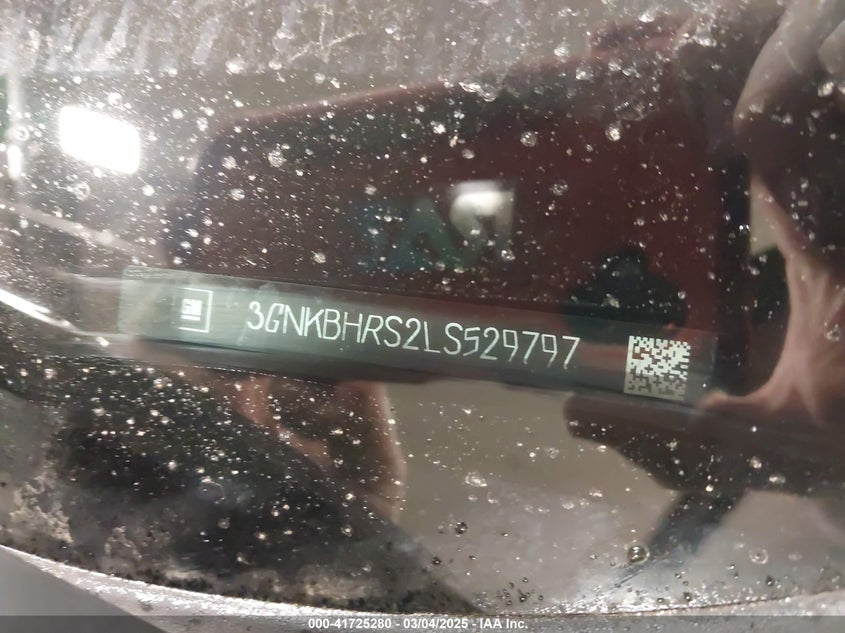 GM
3GNKBHRS2LS529797
000-41725280 - 03/04/2025 - IAA Inc.